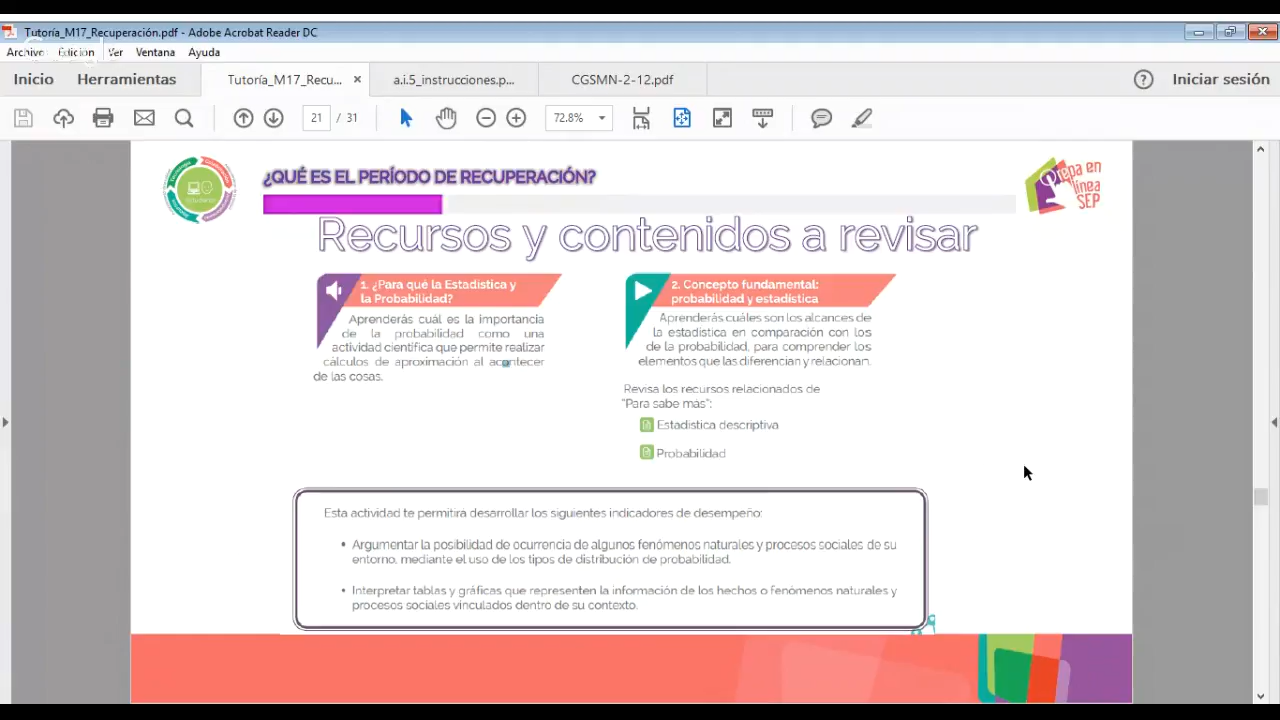 Tutoría_M17_Recuperación.pdf - Adobe Acrobat Reader DC
Archivo Edición Ver Ventana Ayuda
Inicio Herramientas Tutoría_M17_Recu... × a.i.5_instrucciones.p... CGSMN-2-12.pdf Iniciar sesión
21 / 31 72.8%
¿QUÉ ES EL PERÍODO DE RECUPERACIÓN?
Prepa en
línea
SEP
Recursos y contenidos a revisar
1. ¿Para qué la Estadística y
la Probabilidad?
Aprenderás cuál es la importancia
de la probabilidad como una
actividad científica que permite realizar
cálculos de aproximación al acontecer
de las cosas.
2. Concepto fundamental:
probabilidad y estadística
Aprenderás cuáles son los alcances de
la estadística en comparación con los
de la probabilidad, para comprender los
elementos que las diferencian y relacionan.
Revisa los recursos relacionados de
"Para sabe más":
Estadística descriptiva
Probabilidad
Esta actividad te permitirá desarrollar los siguientes indicadores de desempeño:
• Argumentar la posibilidad de ocurrencia de algunos fenómenos naturales y procesos sociales de su
entorno, mediante el uso de los tipos de distribución de probabilidad.
• Interpretar tablas y gráficas que representen la información de los hechos o fenómenos naturales y
procesos sociales vinculados dentro de su contexto.